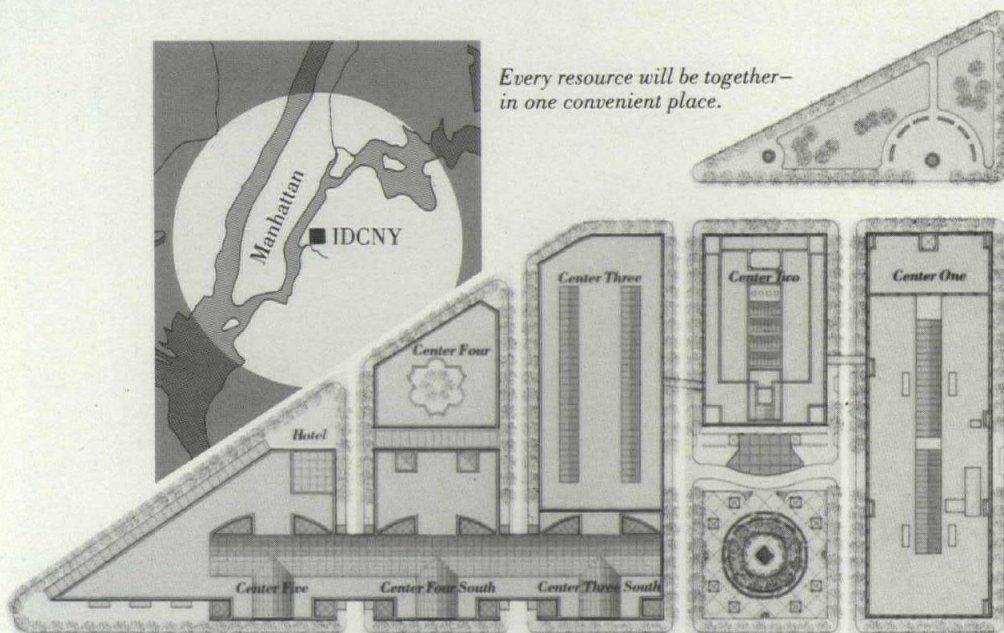 Every resource will be together–
in one convenient place.
Manhattan
IDCNY
Center Three
Center Two
Center One
Center Four
Hotel
Center Five
Center Four South
Center Three South